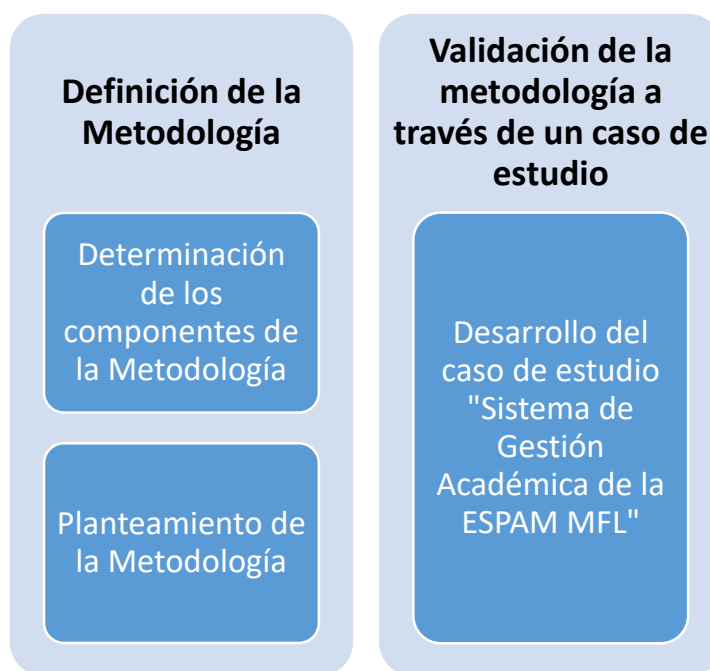 Definición de la
Metodología
Determinación
de los
componentes de
la Metodología
Planteamiento de
la Metodología
Validación de la
metodología a
través de un caso de
estudio
Desarrollo del
caso de estudio
"Sistema de
Gestión
Académica de la
ESPAM MFL"